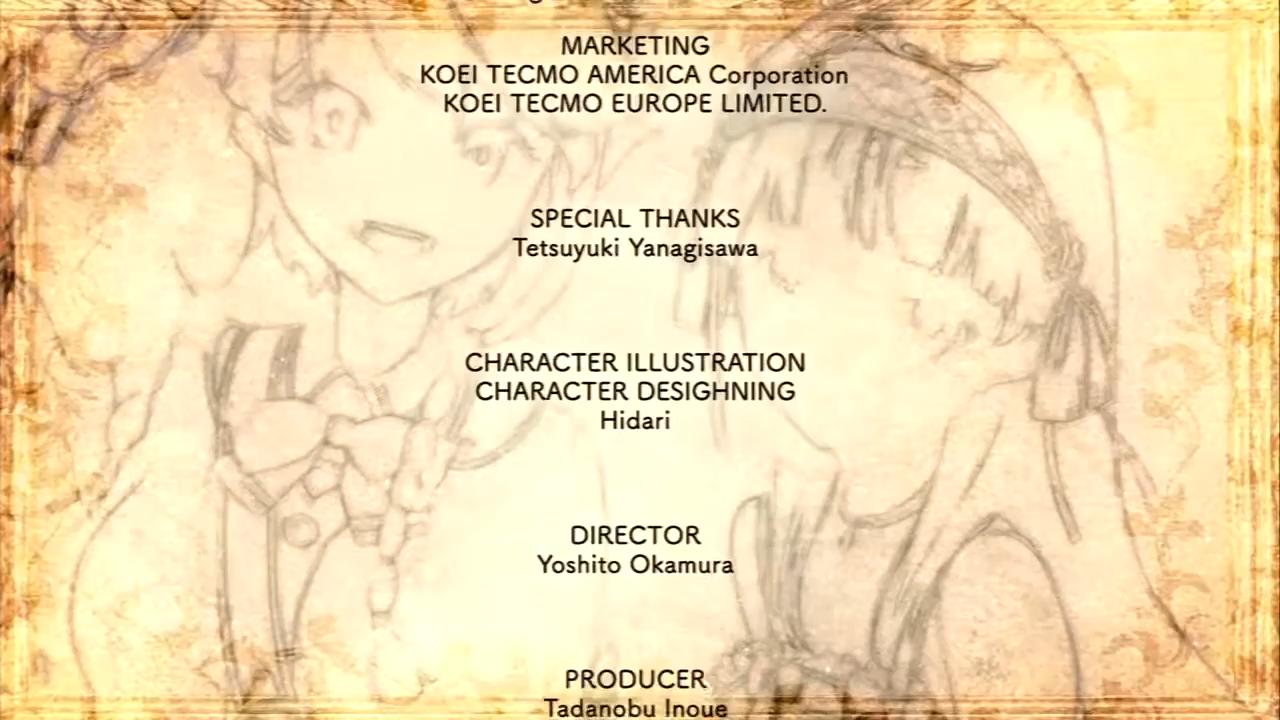 MARKETING
KOEI TECMO AMERICA Corporation
KOEI TECMO EUROPE LIMITED.
SPECIAL THANKS
Tetsuyuki Yanagisawa
CHARACTER ILLUSTRATION
CHARACTER DESIGHNING
Hidari
DIRECTOR
Yoshito Okamura
PRODUCER
Tadanobu Inoue